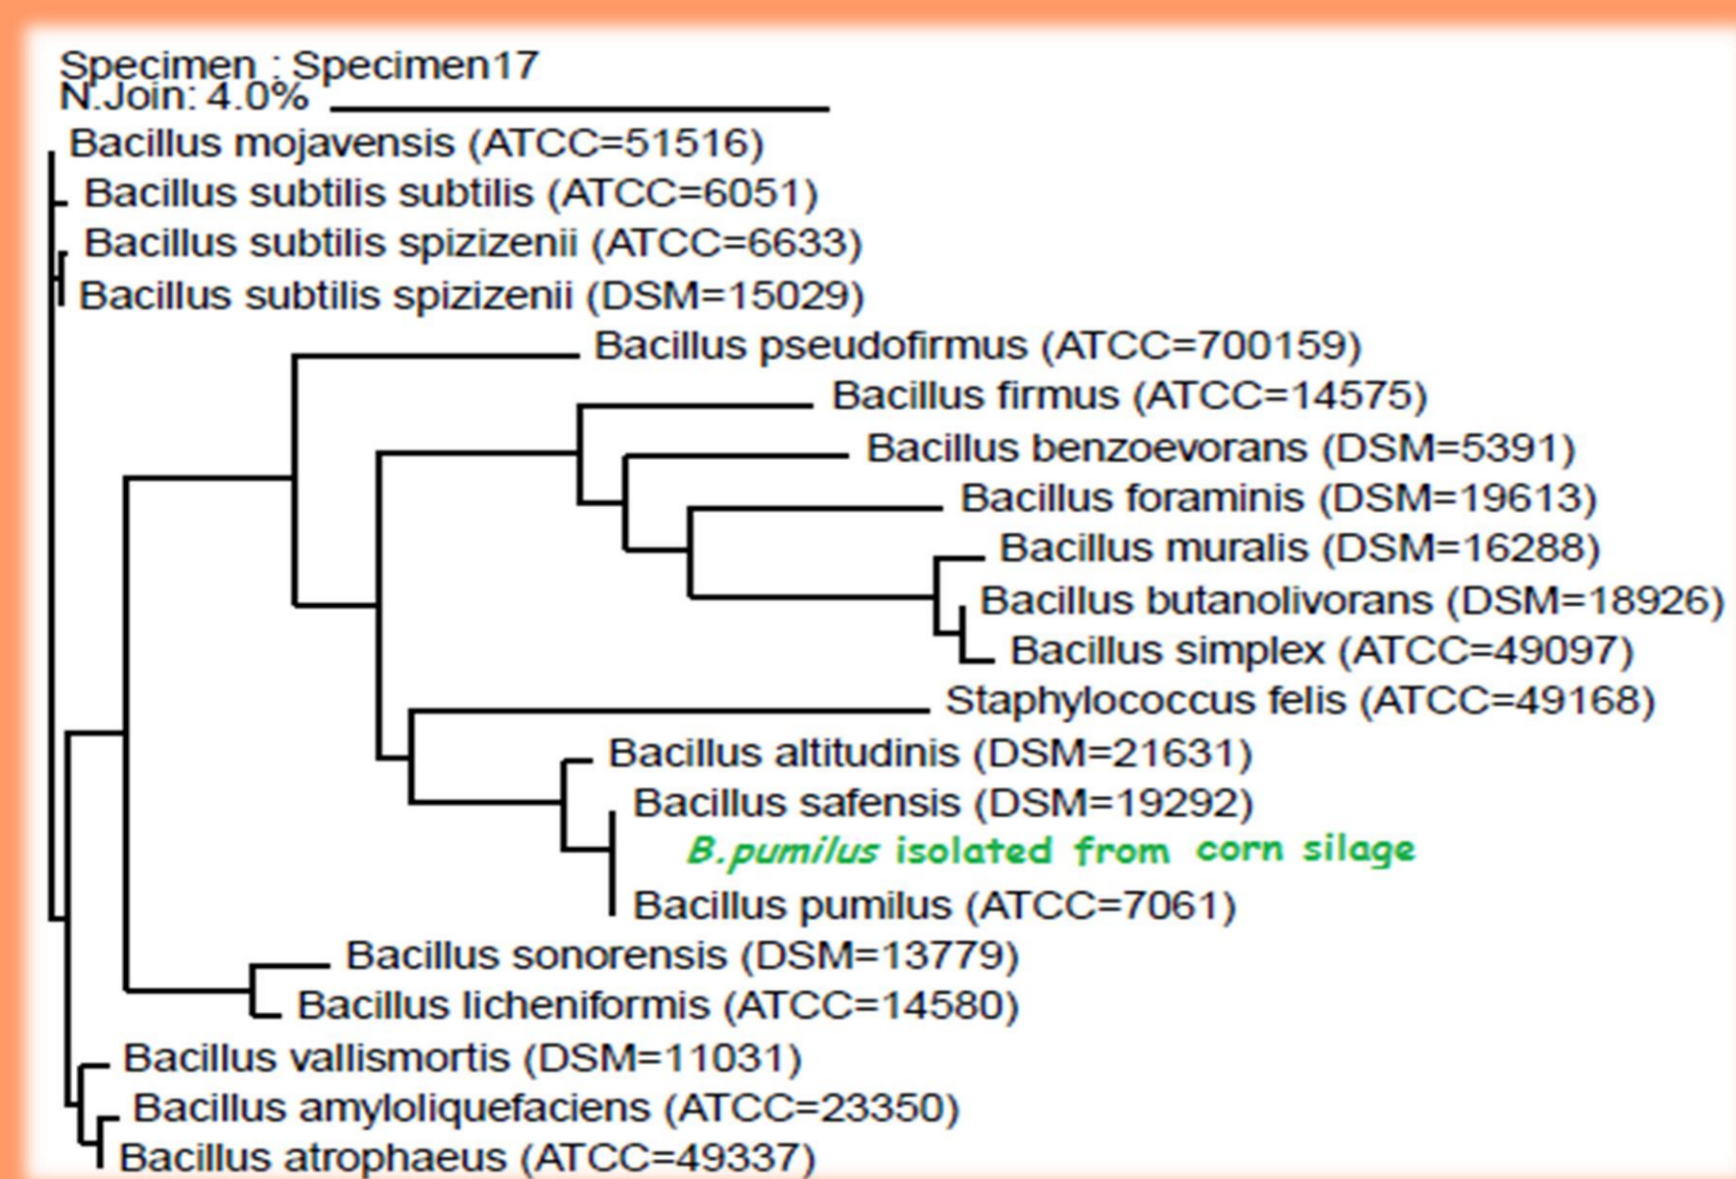 Specimen : Specimen17
N.Join: 4.0%
Bacillus mojavensis (ATCC=51516)
Bacillus subtilis subtilis (ATCC=6051)
Bacillus subtilis spizizenii (ATCC=6633)
Bacillus subtilis spizizenii (DSM=15029)
Bacillus pseudofirmus (ATCC=700159)
Bacillus firmus (ATCC=14575)
Bacillus benzoevorans (DSM=5391)
Bacillus foraminis (DSM=19613)
Bacillus muralis (DSM=16288)
Bacillus butanolivorans (DSM=18926)
Bacillus simplex (ATCC=49097)
Staphylococcus felis (ATCC=49168)
Bacillus altitudinis (DSM=21631)
Bacillus safensis (DSM=19292)
B.pumilus isolated from corn silage
Bacillus pumilus (ATCC=7061)
Bacillus sonorensis (DSM=13779)
Bacillus licheniformis (ATCC=14580)
Bacillus vallismortis (DSM=11031)
Bacillus amyloliquefaciens (ATCC=23350)
Bacillus atrophaeus (ATCC=49337)